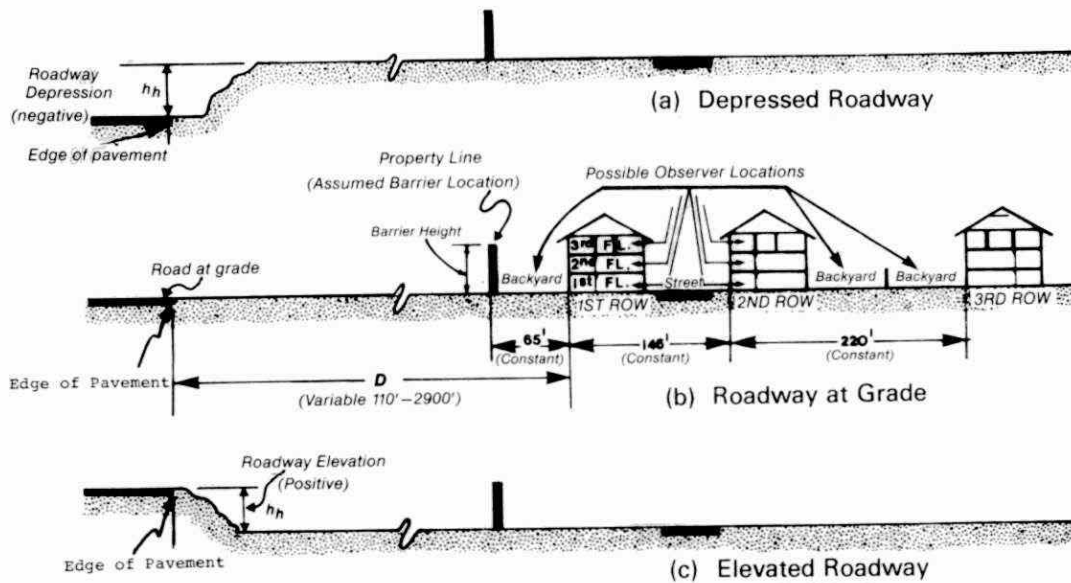 Roadway
Depression
(negative)
hh
Edge of pavement
(a) Depressed Roadway
Property Line
(Assumed Barrier Location)
Possible Observer Locations
Barrier Height
Road at grade
Backyard
3rd FL.
2nd FL.
1st FL.
Street
Backyard
Backyard
1ST ROW
2ND ROW
3RD ROW
65'
(Constant)
146'
(Constant)
220'
(Constant)
Edge of Pavement
D
(Variable 110'–2900')
(b) Roadway at Grade
Roadway Elevation
(Positive)
hh
Edge of Pavement
(c) Elevated Roadway